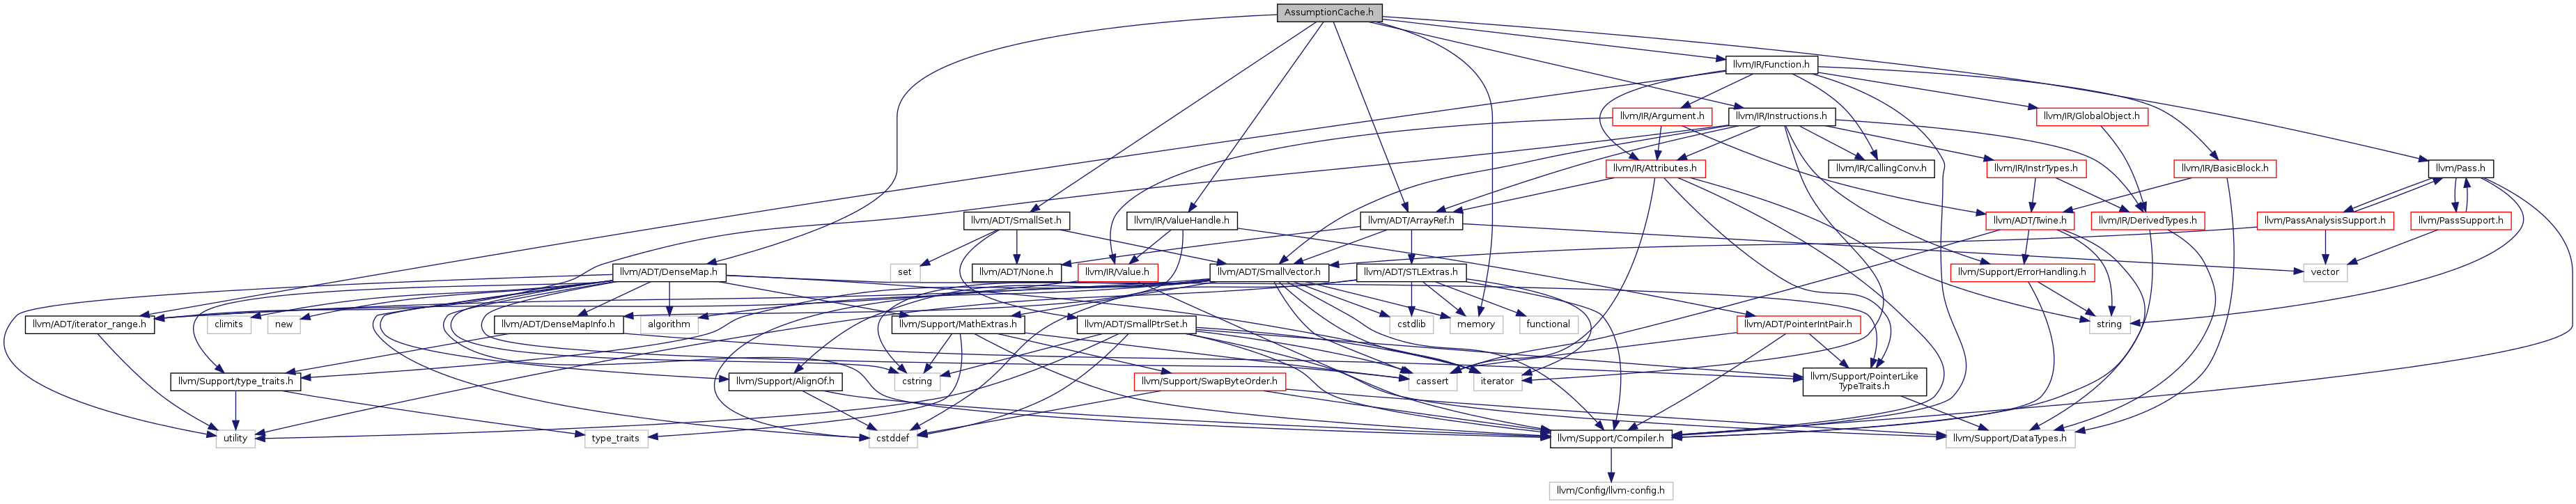 AssumptionCache.h
llvm/IR/Function.h
llvm/IR/Argument.h
llvm/IR/Instructions.h
llvm/IR/GlobalObject.h
llvm/IR/Attributes.h
llvm/IR/CallingConv.h
llvm/IR/InstrTypes.h
llvm/IR/BasicBlock.h
llvm/Pass.h
llvm/ADT/SmallSet.h
llvm/IR/ValueHandle.h
llvm/ADT/ArrayRef.h
llvm/ADT/Twine.h
llvm/IR/DerivedTypes.h
llvm/PassAnalysisSupport.h
llvm/PassSupport.h
llvm/ADT/DenseMap.h
set
llvm/ADT/None.h
llvm/IR/Value.h
llvm/ADT/SmallVector.h
llvm/ADT/STLExtras.h
llvm/Support/ErrorHandling.h
vector
llvm/ADT/iterator_range.h
climits
new
llvm/ADT/DenseMapInfo.h
algorithm
llvm/Support/MathExtras.h
llvm/ADT/SmallPtrSet.h
cstdlib
memory
functional
llvm/ADT/PointerIntPair.h
string
llvm/Support/type_traits.h
llvm/Support/AlignOf.h
cstring
llvm/Support/SwapByteOrder.h
cassert
iterator
llvm/Support/PointerLike
TypeTraits.h
utility
type_traits
cstddef
llvm/Support/Compiler.h
llvm/Support/DataTypes.h
llvm/Config/llvm-config.h